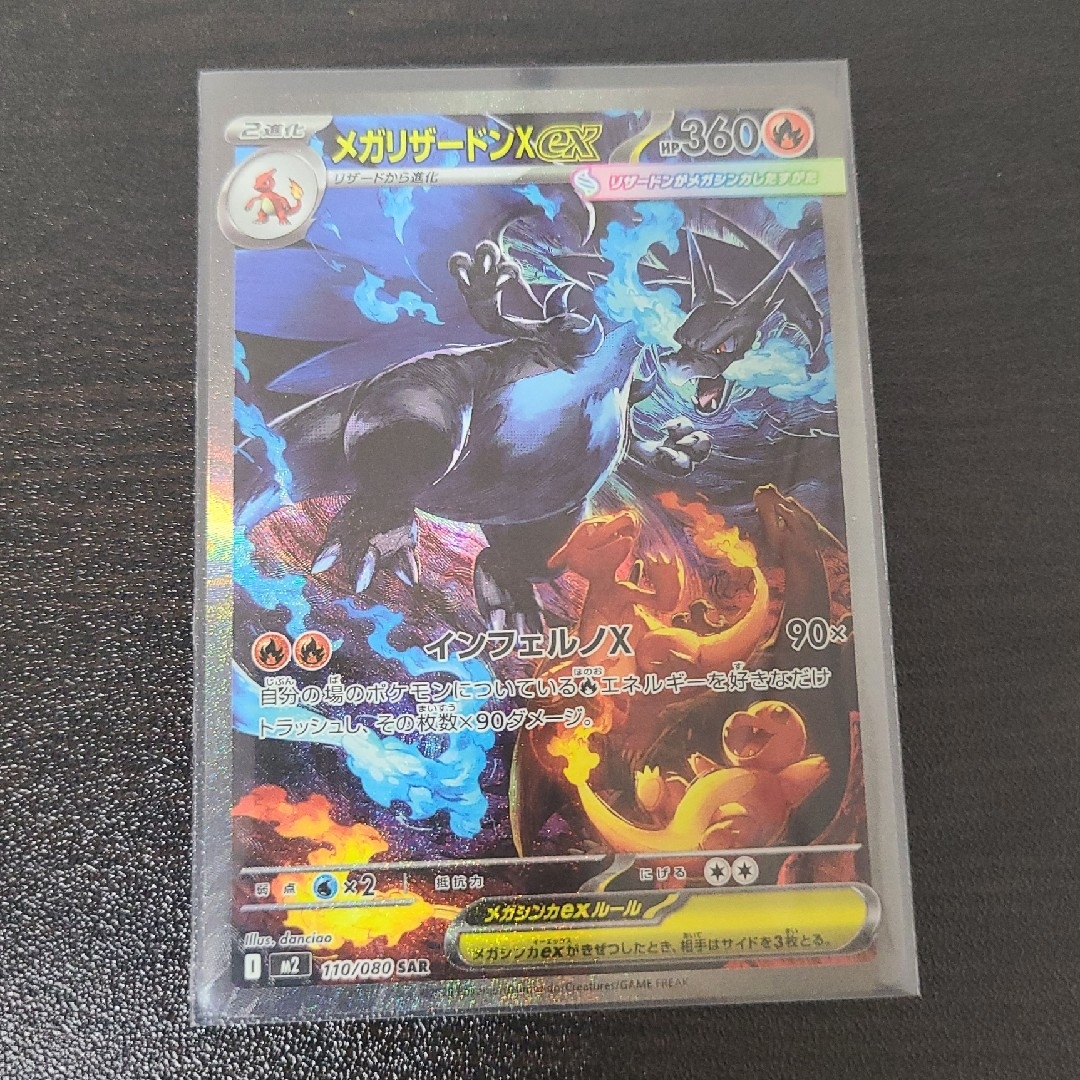 2進化
メガリザードンXex
HP360
リザードから進化
リザードンがメガシンカしたすがた
インフェルノX
90×
自分の場のポケモンについているエネルギーを好きなだけ
トラッシュし、その枚数×90ダメージ。
弱点 ×2 抵抗力 にげる
メガシンカexルール
メガシンカexがきぜつしたとき、相手はサイドを3枚とる。
Illus. danciao
I M2 110/080 SAR
/Creatures/GAME FREAK